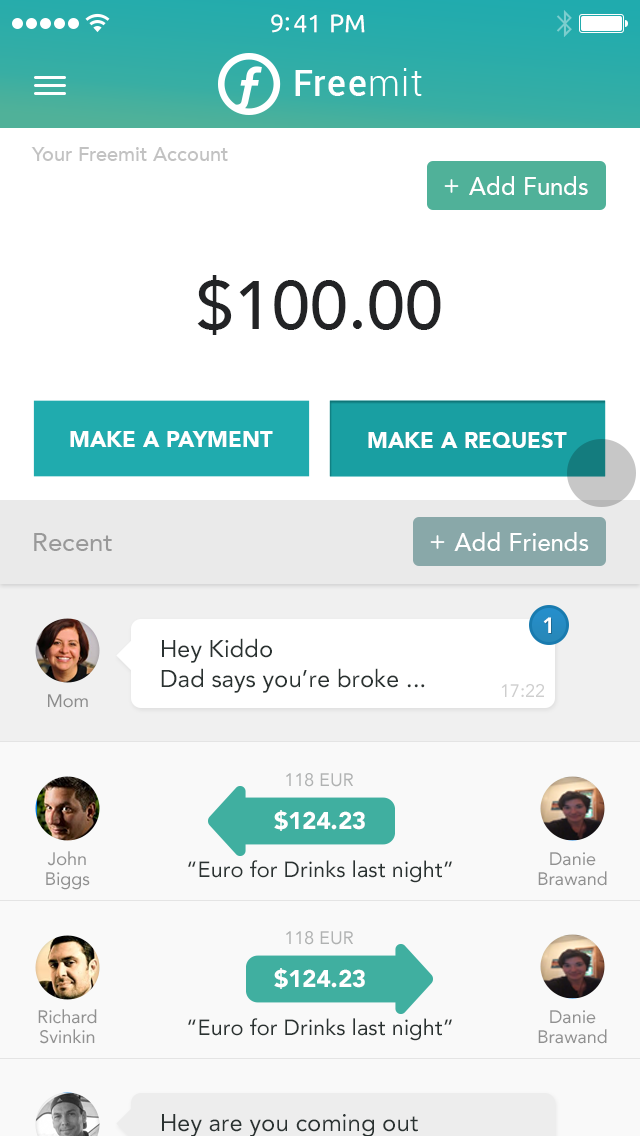 9:41 PM
f Freemit
Your Freemit Account
+ Add Funds
$100.00
MAKE A PAYMENT
MAKE A REQUEST
Recent
+ Add Friends
1
Hey Kiddo
Dad says you’re broke ...
17:22
Mom
118 EUR
$124.23
“Euro for Drinks last night”
John
Biggs
Danie
Brawand
118 EUR
$124.23
“Euro for Drinks last night”
Richard
Svinkin
Danie
Brawand
Hey are you coming out